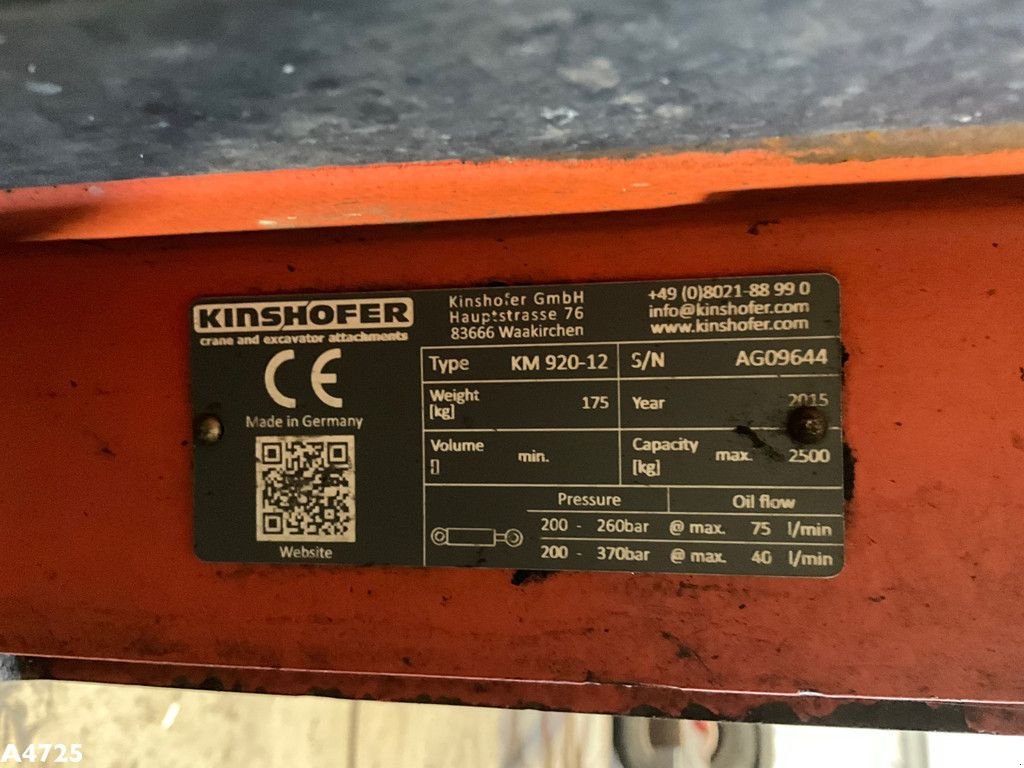 KINSHOFER
crane and excavator attachments
CE
Made in Germany
Website
Kinshofer GmbH
Hauptstrasse 76
83666 Waakirchen
+49 (0)8021-88 99 0
info@kinshofer.com
www.kinshofer.com
Type KM 920-12 S/N AG09644
Weight [kg] 175 Year 2015
Volume [l] min. Capacity [kg] max. 2500
Pressure Oil flow
200 - 260bar @ max. 75 l/min
200 - 370bar @ max. 40 l/min
A4725